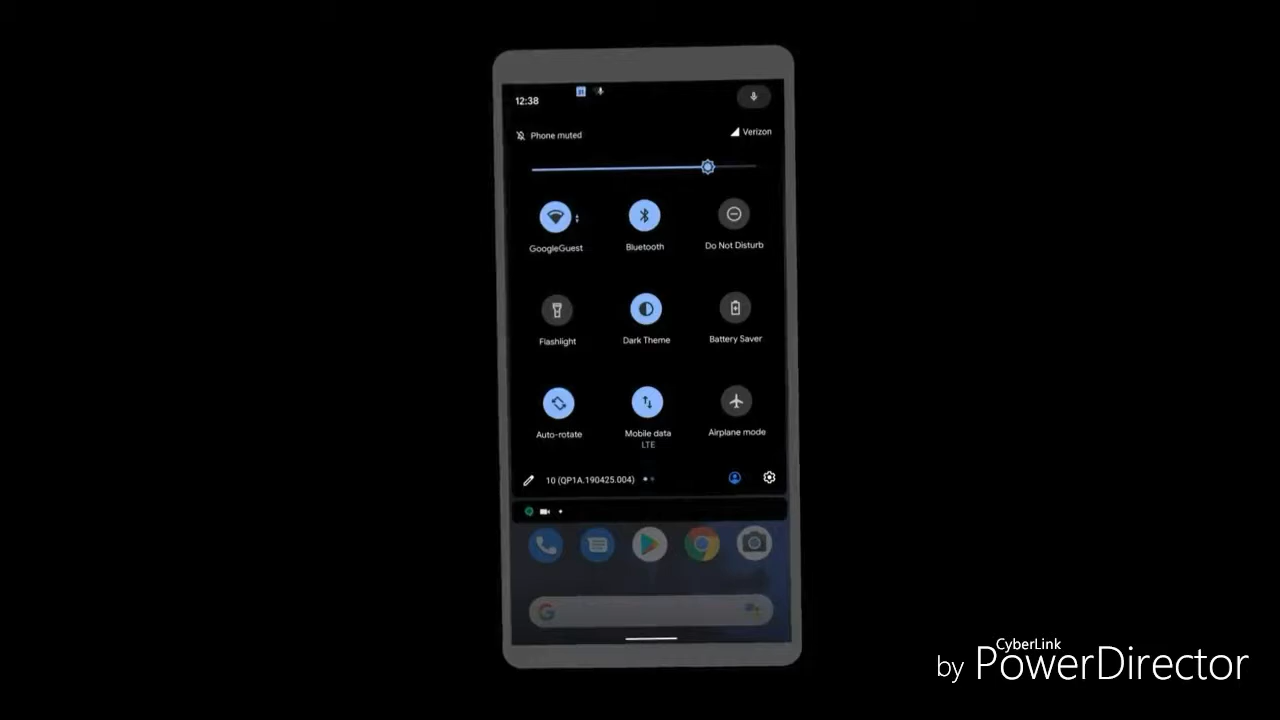 12:38
Phone muted
Verizon
GoogleGuest
Bluetooth
Do Not Disturb
Flashlight
Dark Theme
Battery Saver
Auto-rotate
Mobile data
LTE
Airplane mode
10 (QP1A.190425.004)
CyberLink
by PowerDirector